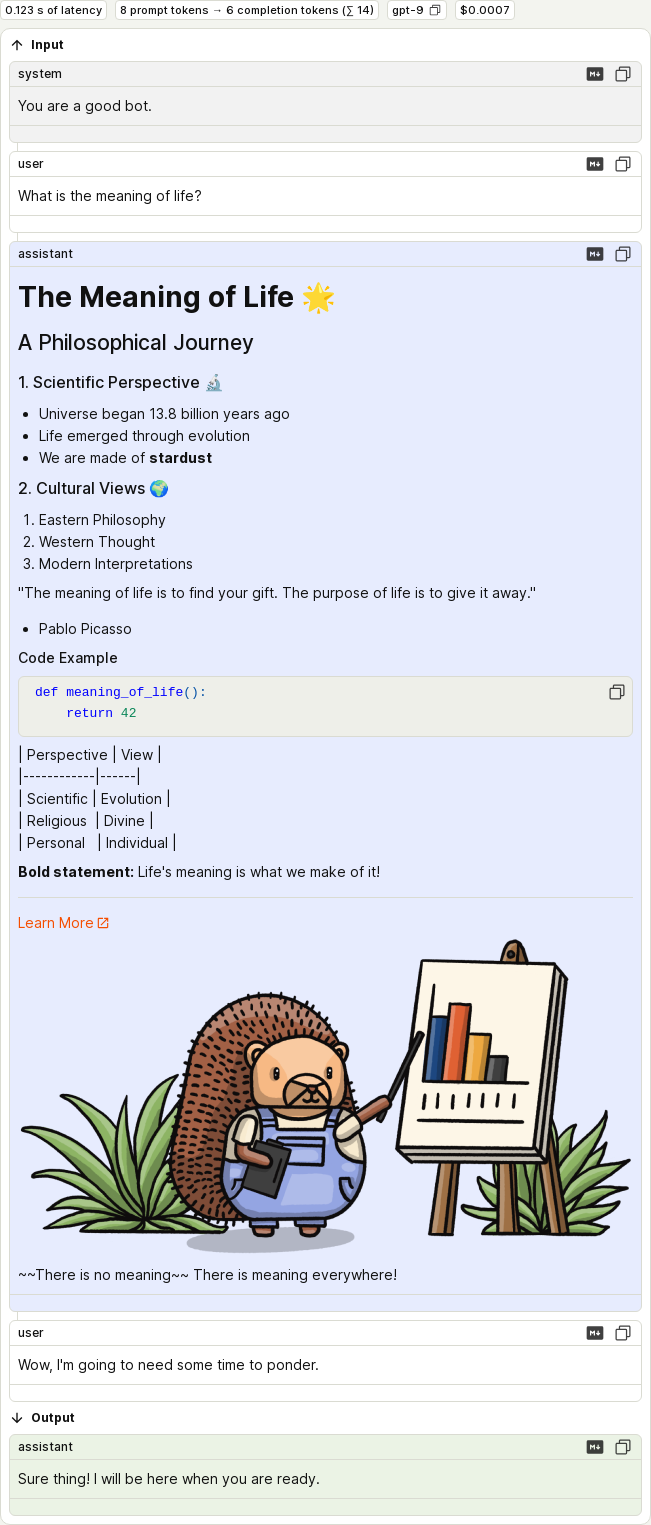 0.123 s of latency 8 prompt tokens → 6 completion tokens (∑ 14) gpt-9 $0.0007
Input
system
You are a good bot.
user
What is the meaning of life?
assistant
The Meaning of Life 🌟
A Philosophical Journey
1. Scientific Perspective 🔬
• Universe began 13.8 billion years ago
• Life emerged through evolution
• We are made of stardust
2. Cultural Views 🌍
1. Eastern Philosophy
2. Western Thought
3. Modern Interpretations
"The meaning of life is to find your gift. The purpose of life is to give it away."
• Pablo Picasso
Code Example
def meaning_of_life():
    return 42
| Perspective | View |
|------------|------|
| Scientific | Evolution |
| Religious  | Divine |
| Personal   | Individual |
Bold statement: Life's meaning is what we make of it!
Learn More
~~There is no meaning~~ There is meaning everywhere!
user
Wow, I'm going to need some time to ponder.
Output
assistant
Sure thing! I will be here when you are ready.